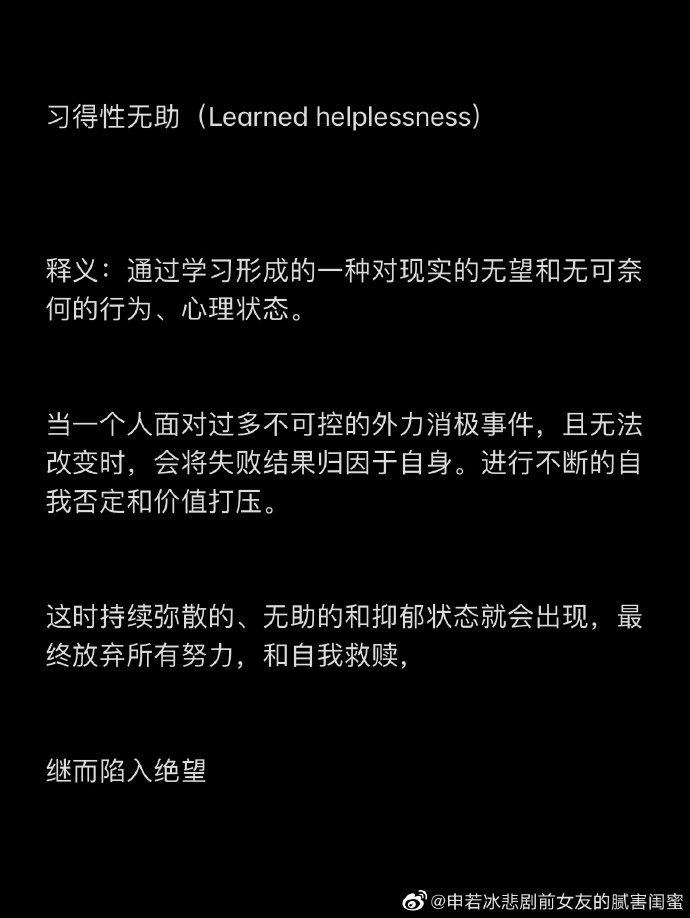 习得性无助（Learned helplessness）
释义：通过学习形成的一种对现实的无望和无可奈
何的行为、心理状态。
当一个人面对过多不可控的外力消极事件，且无法
改变时，会将失败结果归因于自身。进行不断的自
我否定和价值打压。
这时持续弥散的、无助的和抑郁状态就会出现，最
终放弃所有努力，和自我救赎，
继而陷入绝望
@申若冰悲剧前女友的腻害闺蜜